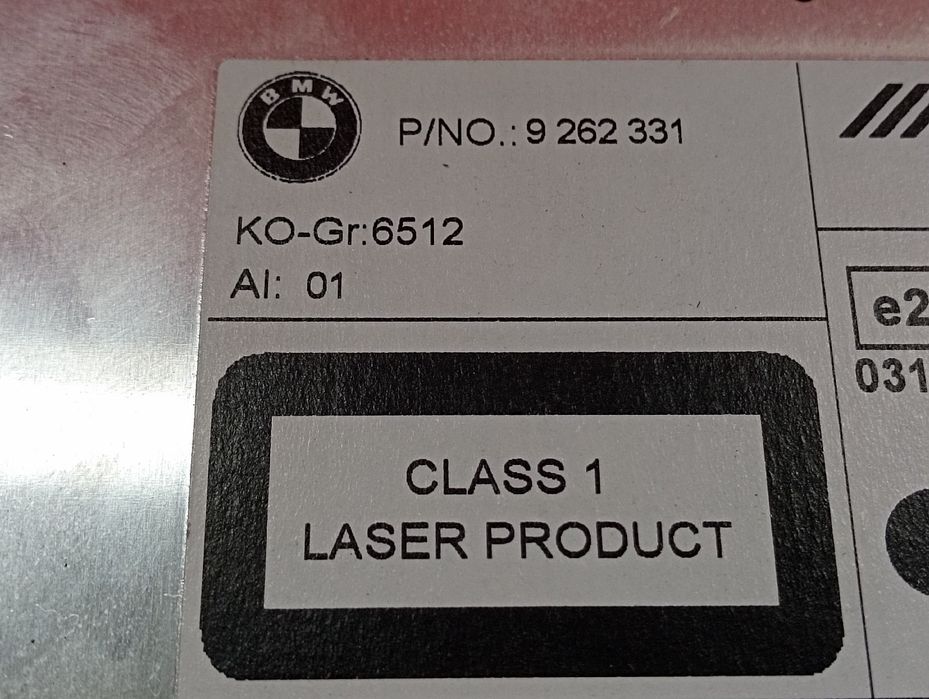 BMW
P/NO.: 9 262 331
KO-Gr:6512
AI: 01
CLASS 1
LASER PRODUCT
e2
031